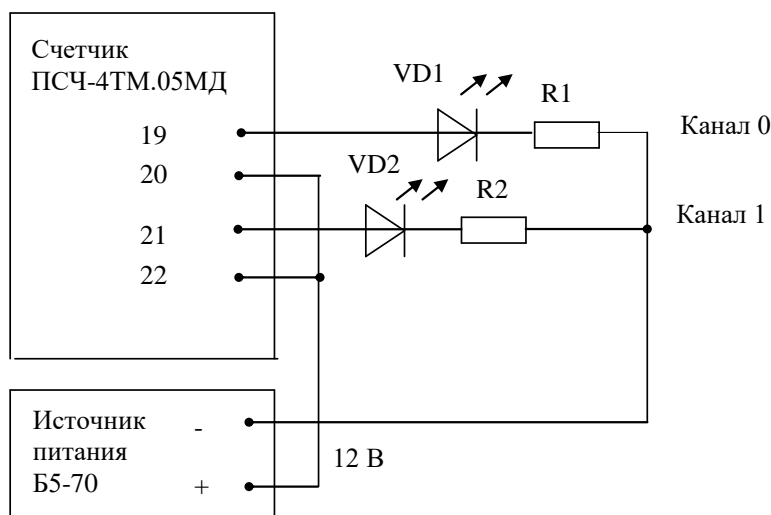 Счетчик
ПСЧ-4ТМ.05МД
VD1
R1
19
Канал 0
20
VD2
R2
Канал 1
21
22
Источник
питания
Б5-70
-
+
12 В